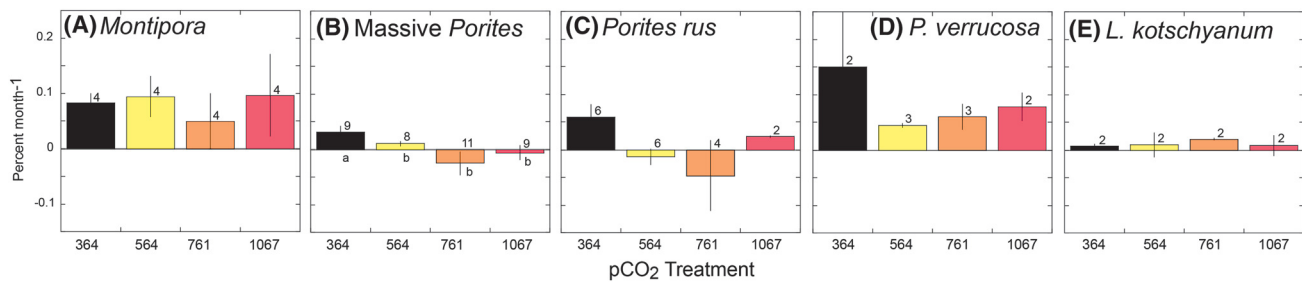 (A) Montipora
(B) Massive Porites
(C) Porites rus
(D) P. verrucosa
(E) L. kotschyanum
Percent month-1
0.2
0.1
0
-0.1
4 4 4 4
9 8 11 9
a b b b
6 6 4 2
2 3 3 2
2 2 2 2
364 564 761 1067
364 564 761 1067
364 564 761 1067
364 564 761 1067
364 564 761 1067
pCO2 Treatment